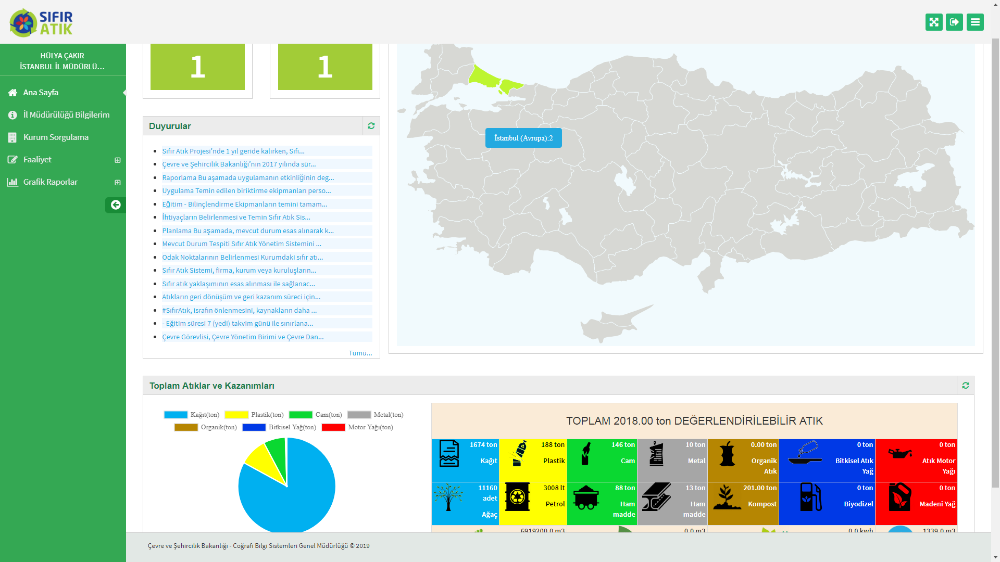 SIFIR
ATIK
HÜLYA ÇAKIR
İSTANBUL İL MÜDÜRLÜ...
Ana Sayfa
İl Müdürülüğü Bilgilerim
Kurum Sorgulama
Faaliyet
Grafik Raporlar
1
1
Duyurular
Sıfır Atık Projesi’nde 1 yıl geride kalırken, Sıfı...
Çevre ve Şehircilik Bakanlığı’nın 2017 yılında sür...
Raporlama Bu aşamada uygulamanın etkinliğinin deg...
Uygulama Temin edilen biriktirme ekipmanları perso...
Eğitim - Bilinçlendirme Ekipmanların temini tamam...
İhtiyaçların Belirlenmesi ve Temin Sıfır Atık Sis...
Planlama Bu aşamada, mevcut durum esas alınarak k...
Mevcut Durum Tespiti Sıfır Atık Yönetim Sistemini ...
Odak Noktalarının Belirlenmesi Kurumdaki sıfır atı...
Sıfır Atık Sistemi, firma, kurum veya kuruluşların...
Sıfır atık yaklaşımının esas alınması ile sağlanac...
Atıkların geri dönüşüm ve geri kazanım süreci için...
#SıfırAtık, israfın önlenmesini, kaynakların daha ...
- Eğitim süresi 7 (yedi) takvim günü ile sınırlana...
Çevre Görevlisi, Çevre Yönetim Birimi ve Çevre Dan...
Tümü...
İstanbul (Avrupa):2
Toplam Atıklar ve Kazanımları
Kağıt(ton) Plastik(ton) Cam(ton) Metal(ton)
Organik(ton) Bitkisel Yağ(ton) Motor Yağı(ton)
TOPLAM 2018.00 ton DEĞERLENDİRİLEBİLİR ATIK
1674 ton
Kağıt
188 ton
Plastik
146 ton
Cam
10 ton
Metal
0.00 ton
Organik
Atık
0 ton
Bitkisel Atık
Yağ
0 ton
Atık Motor
Yağı
11160
adet
Ağaç
3008 lt
Petrol
88 ton
Ham
madde
13 ton
Ham
madde
201.00 ton
Kompost
0 ton
Biyodizel
0 ton
Madeni Yağ
6919200.0 m3
0.0 m3
0.0 kwh
1339.0 m3
Çevre ve Şehircilik Bakanlığı - Coğrafi Bilgi Sistemleri Genel Müdürlüğü © 2019